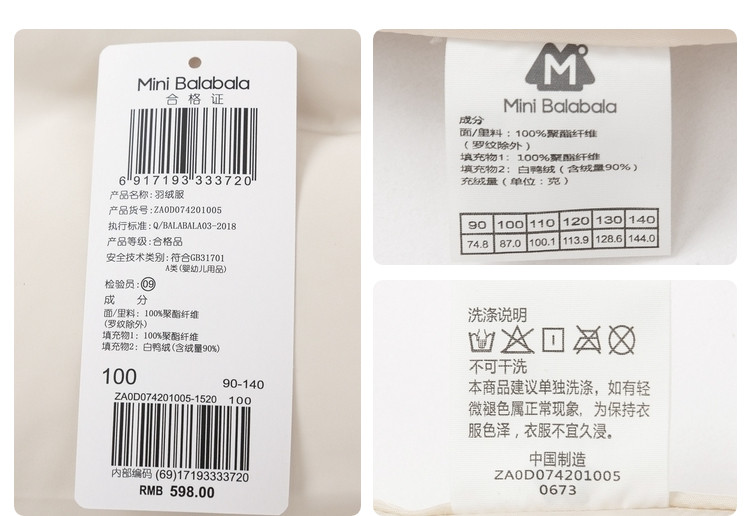 Mini Balabala
合格证
6 917193 333720
产品名称: 羽绒服
产品货号: ZA0D074201005
执行标准: Q/BALABALA03-2018
产品等级: 合格品
安全技术类别: 符合GB31701
A类(婴幼儿用品)
检验员: 09
成 分
面/里料: 100%聚酯纤维
(罗纹除外)
填充物1: 100%聚酯纤维
填充物2: 白鸭绒(含绒量90%)
100 90-140
ZA0D074201005-1520 100
内部编码 (69)17193333720
RMB 598.00
M
Mini Balabala
成分
面/里料：100%聚酯纤维
（罗纹除外）
填充物1：100%聚酯纤维
填充物2：白鸭绒（含绒量90%）
充绒量（单位：克）
90 100 110 120 130 140
74.8 87.0 100.1 113.9 128.6 144.0
洗涤说明
不可干洗
本商品建议单独洗涤，如有轻
微褪色属正常现象，为保持衣
服色泽，衣服不宜久浸。
中国制造
ZA0D074201005
0673